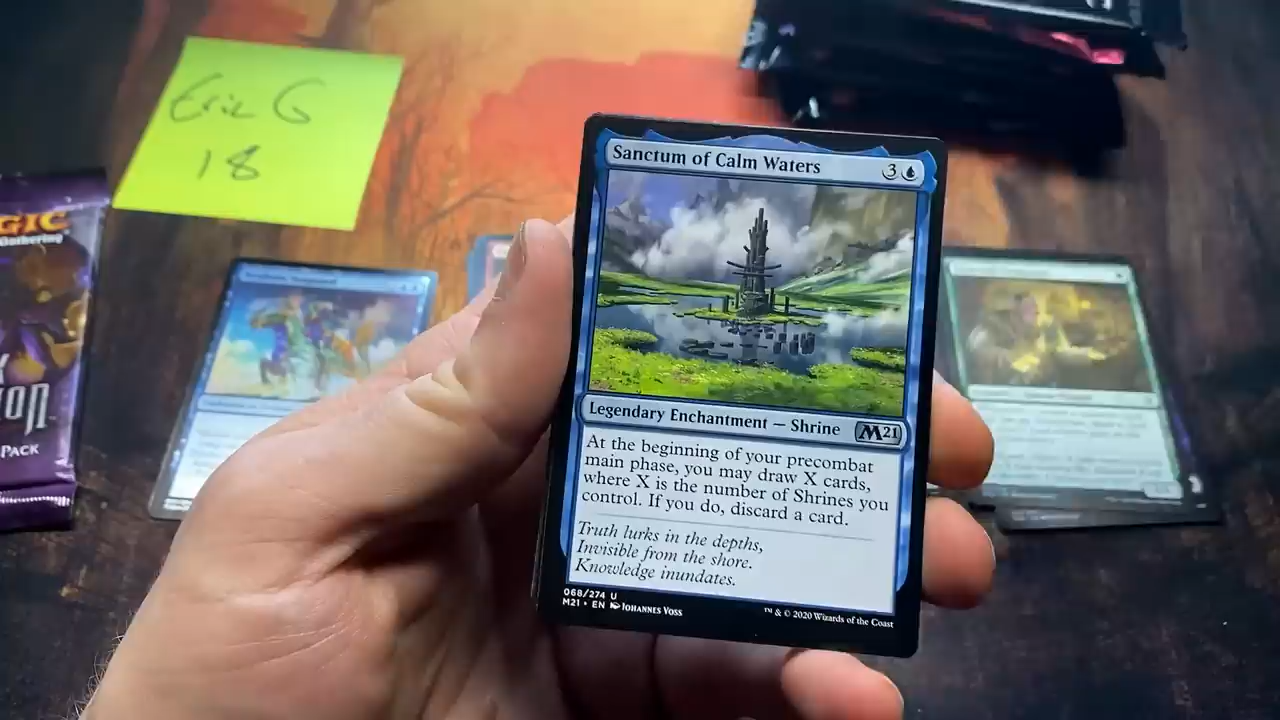 Eric G
18
GIC
Gathering
ION
PACK
Sanctum of Calm Waters
3
Legendary Enchantment — Shrine
M21
At the beginning of your precombat
main phase, you may draw X cards,
where X is the number of Shrines you
control. If you do, discard a card.
Truth lurks in the depths,
Invisible from the shore.
Knowledge inundates.
068/274 U
M21 • EN Johannes Voss
™ & © 2020 Wizards of the Coast